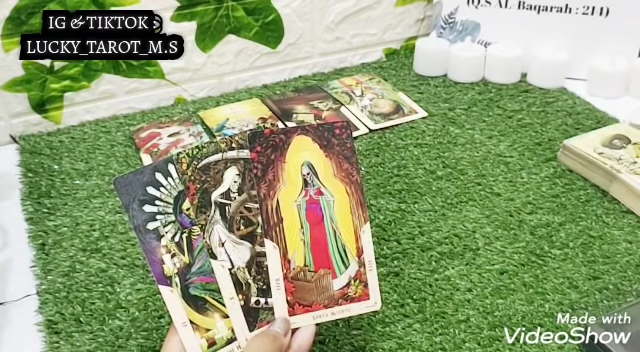 IG & TIKTOK :
LUCKY_TAROT_M.S
(Q.S AL-Baqarah : 214)
Made with
VideoShow